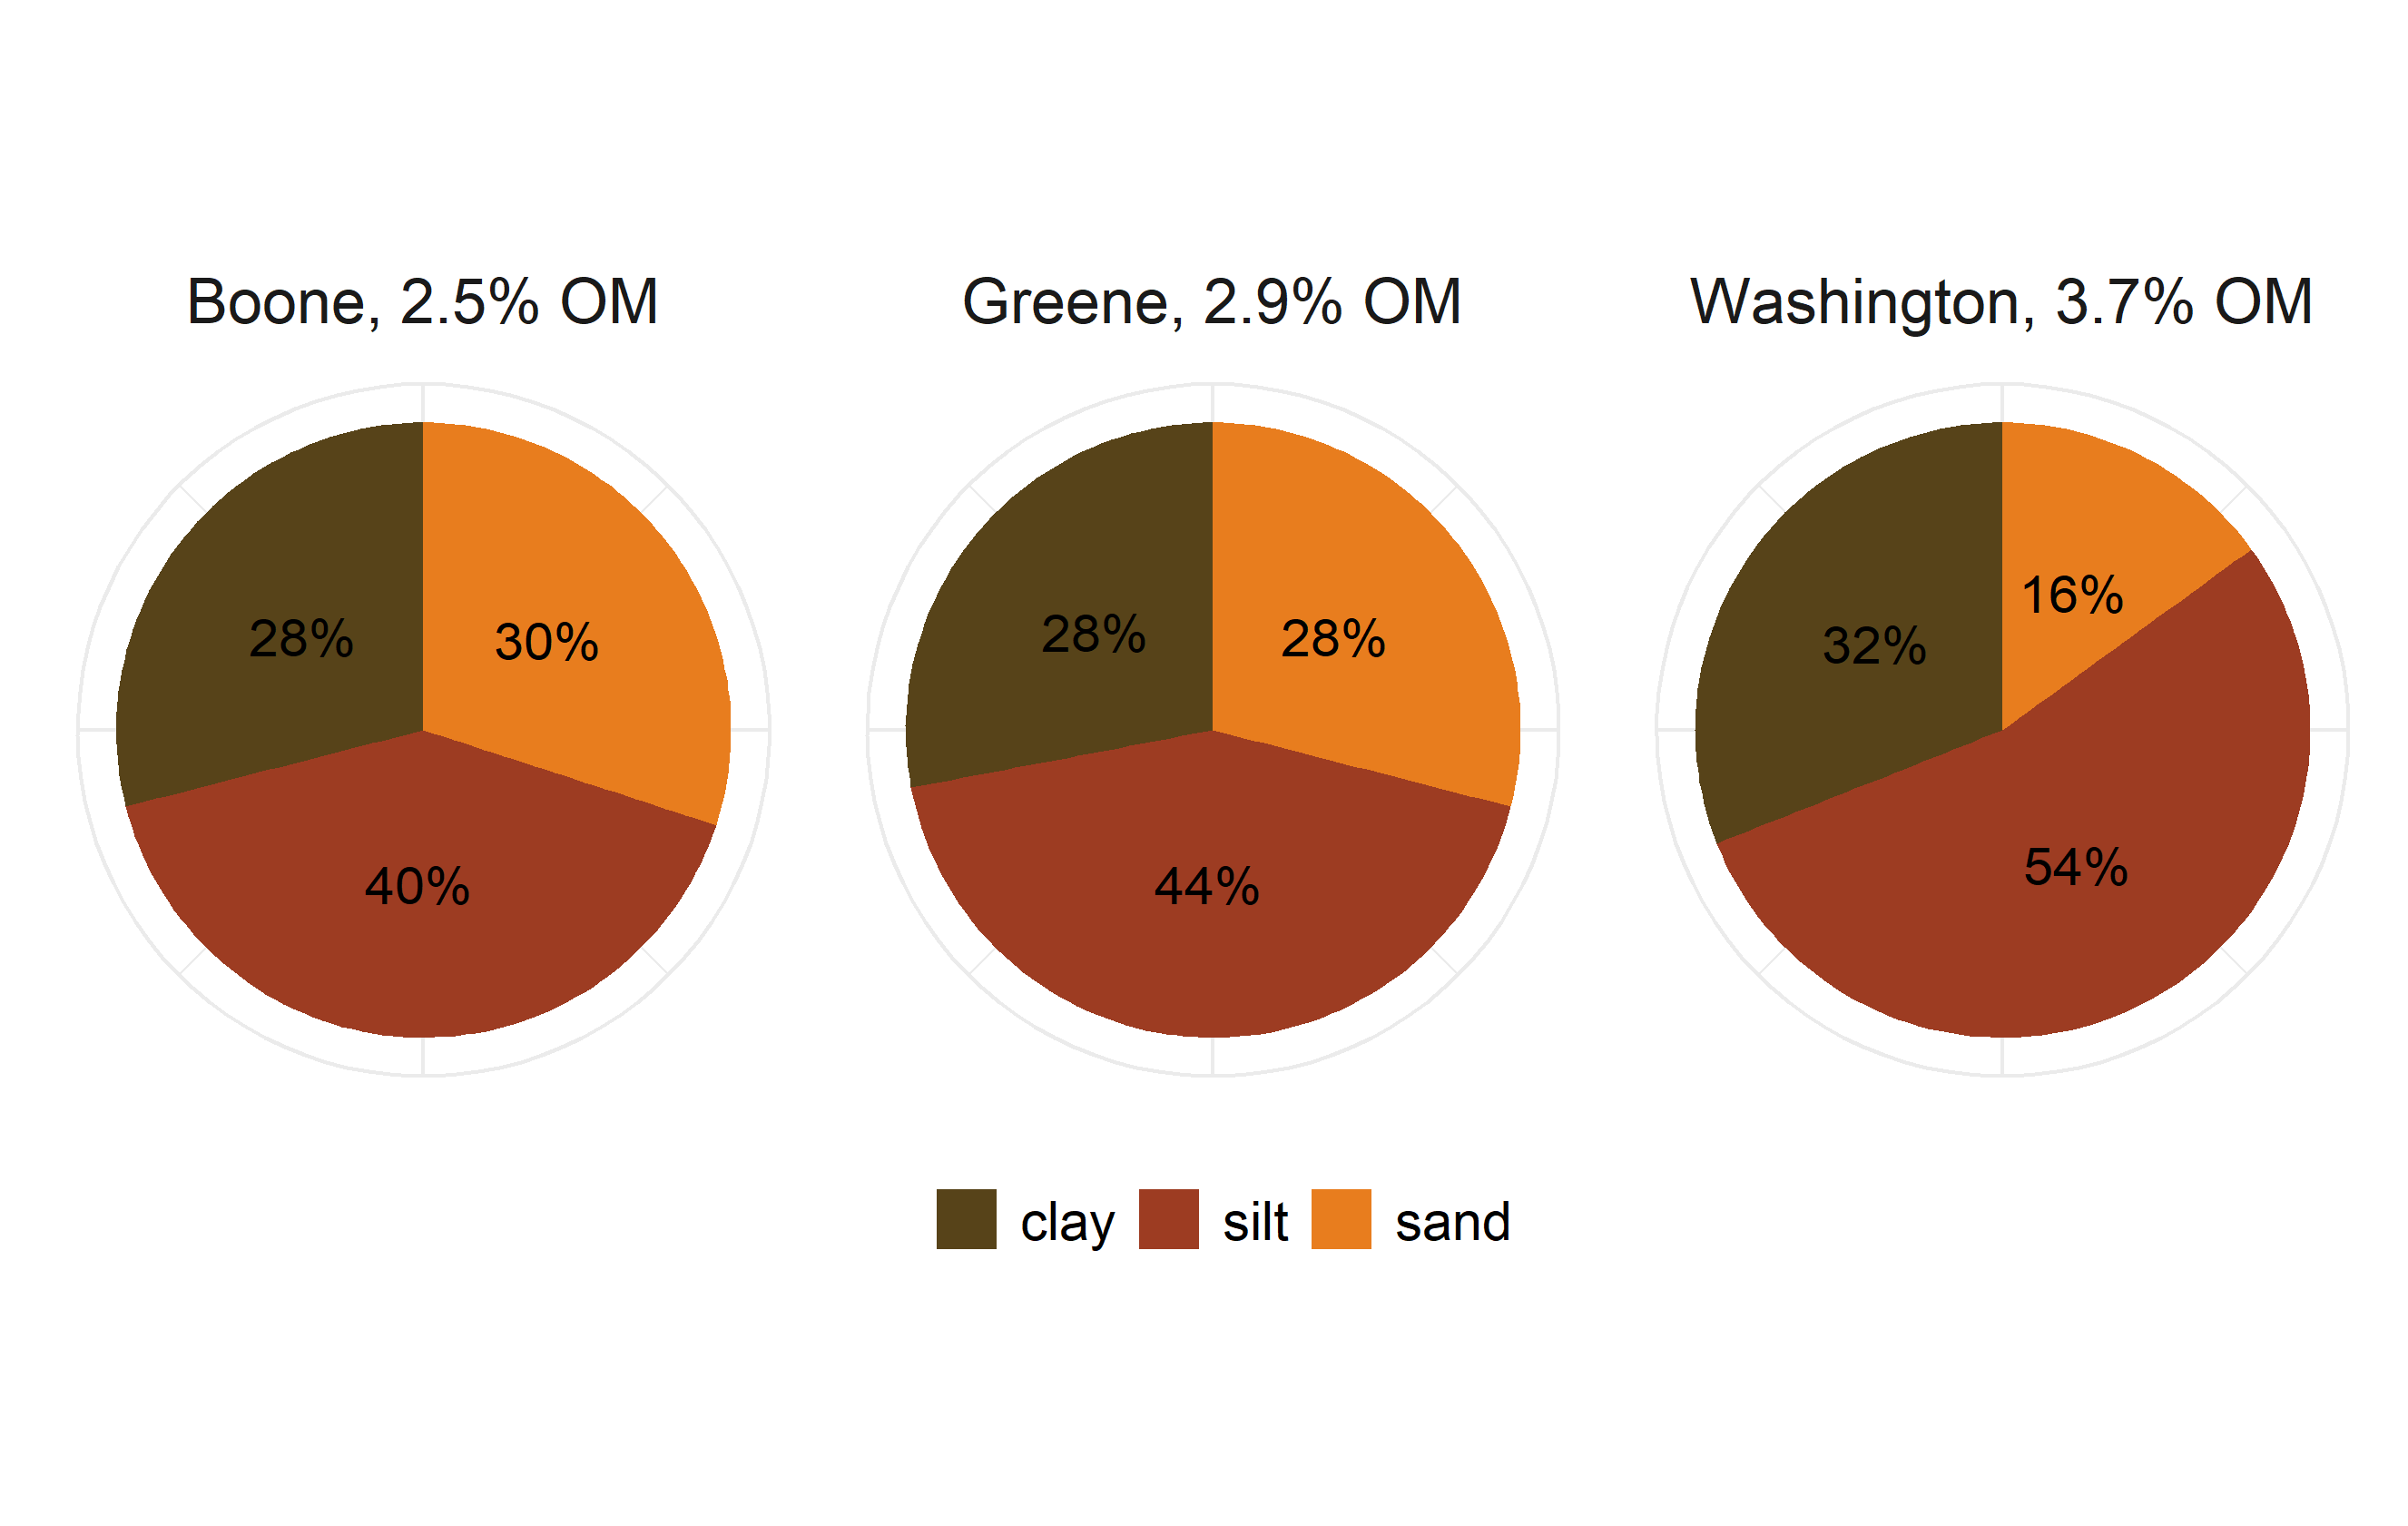 Boone, 2.5% OM
Greene, 2.9% OM
Washington, 3.7% OM
28%
30%
40%
28%
28%
44%
16%
32%
54%
clay
silt
sand